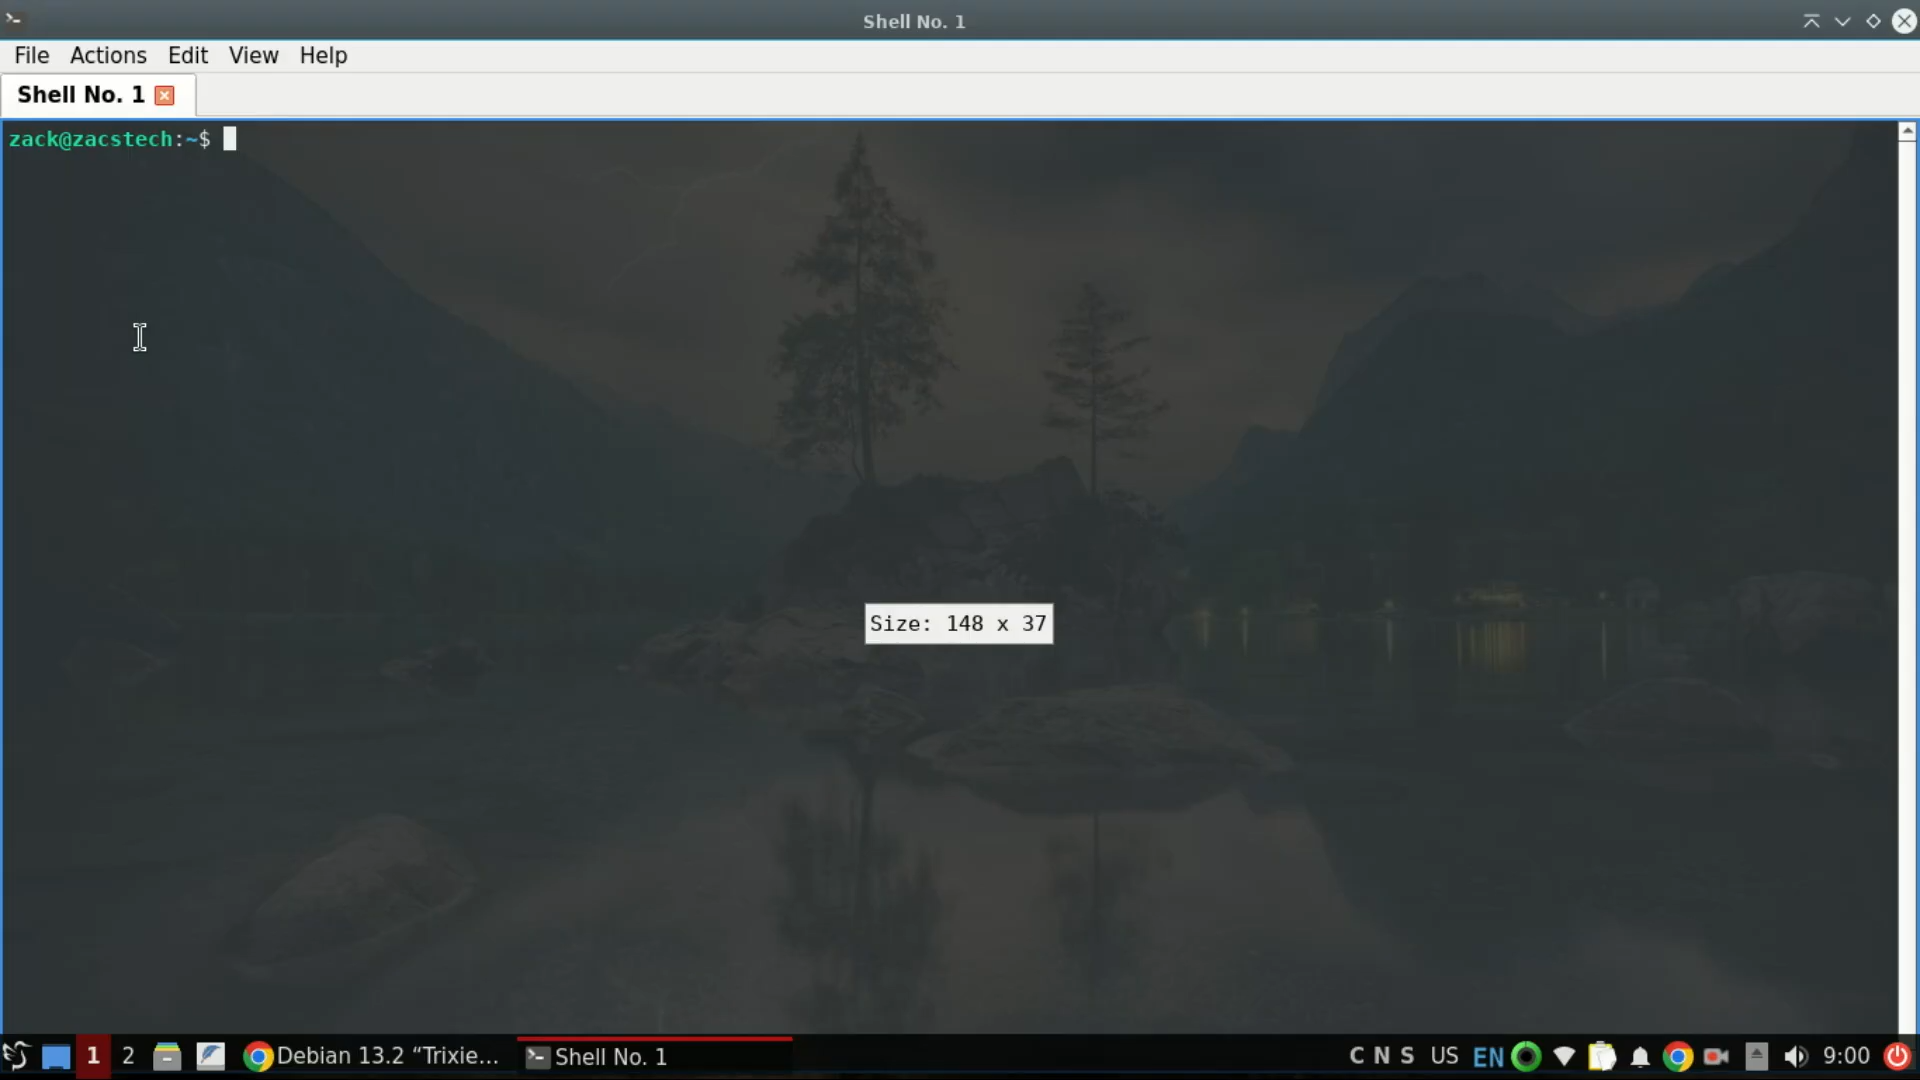 Shell No. 1
File Actions Edit View Help
Shell No. 1
zack@zacstech:~$
Size: 148 x 37
1 2 Debian 13.2 “Trixie... Shell No. 1 C N S US EN 9:00